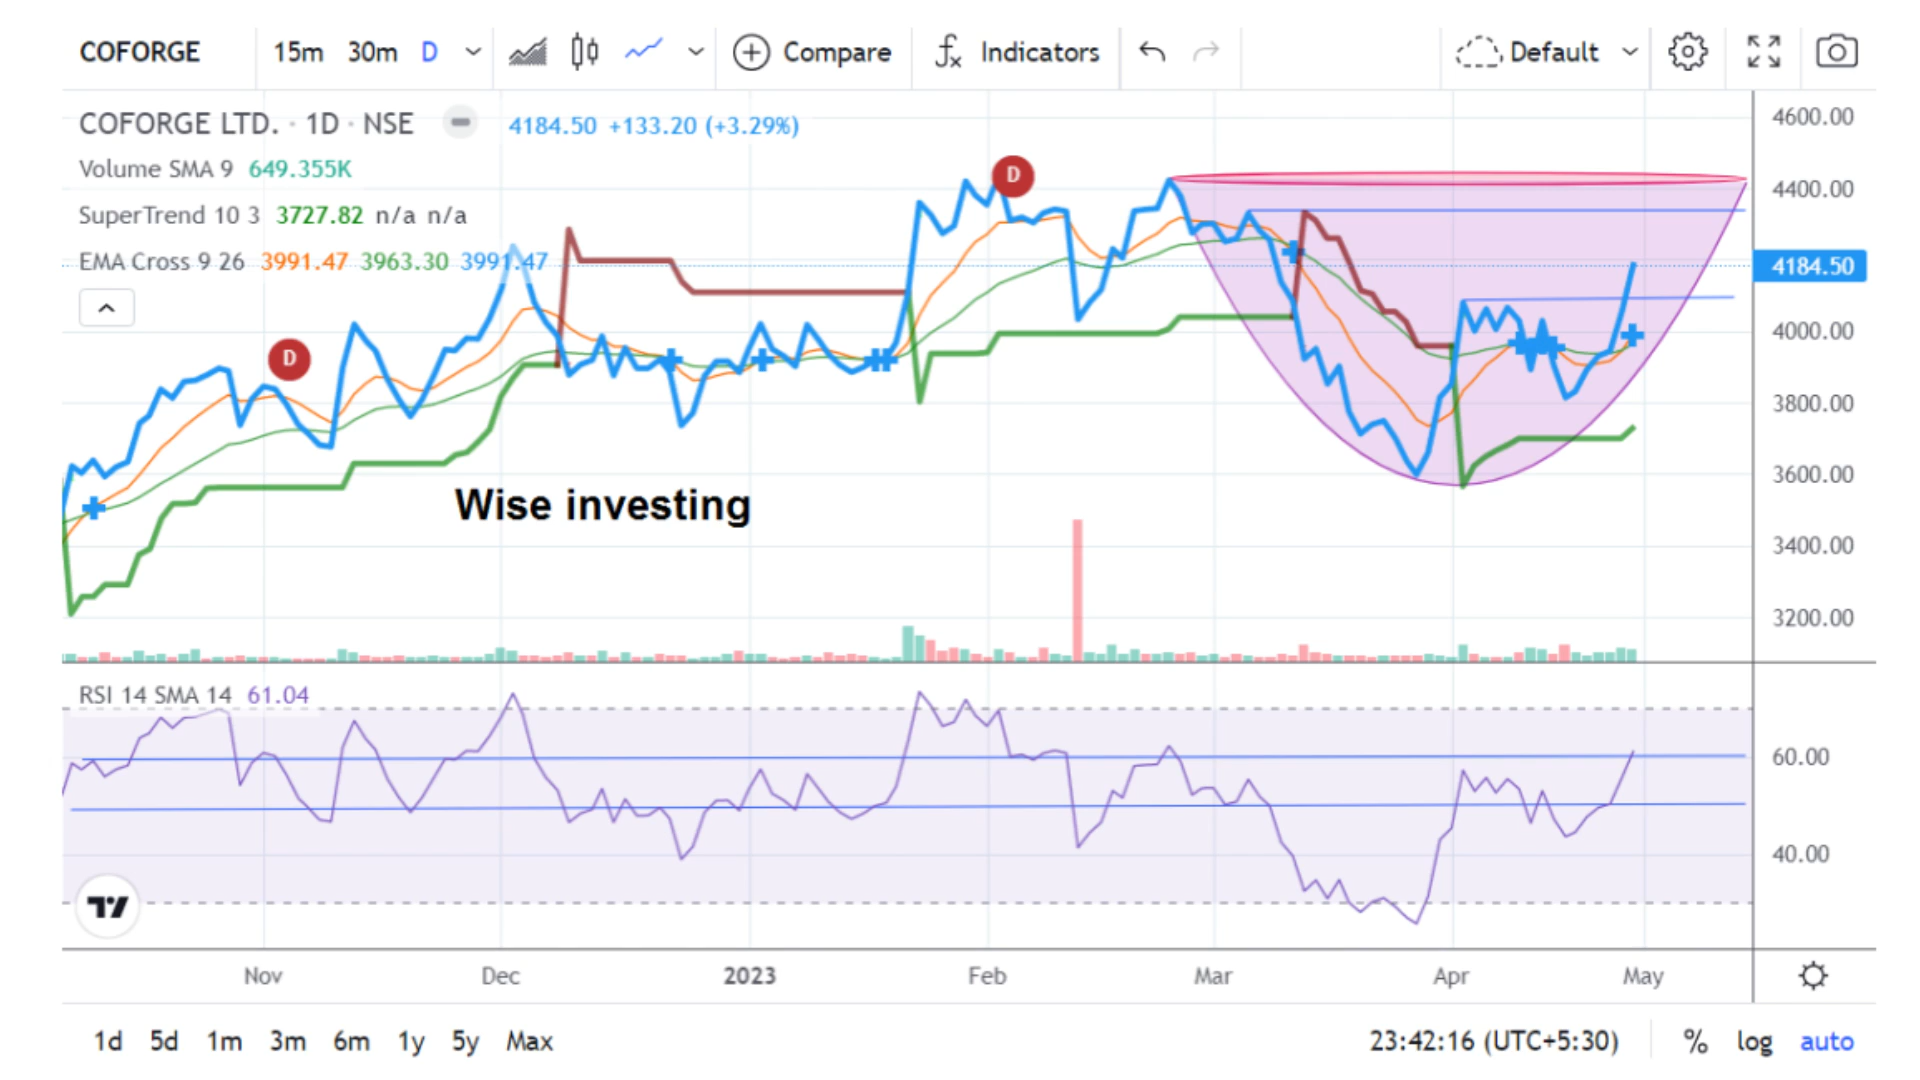 COFORGE 15m 30m D Compare Indicators Default
COFORGE LTD. · 1D · NSE 4184.50 +133.20 (+3.29%)
Volume SMA 9 649.355K
SuperTrend 10 3 3727.82 n/a n/a
EMA Cross 9 26 3991.47 3963.30 3991.47
D
D
Wise investing
4600.00
4400.00
4184.50
4000.00
3800.00
3600.00
3400.00
3200.00
RSI 14 SMA 14 61.04
60.00
40.00
Nov Dec 2023 Feb Mar Apr May
1d 5d 1m 3m 6m 1y 5y Max 23:42:16 (UTC+5:30) % log auto